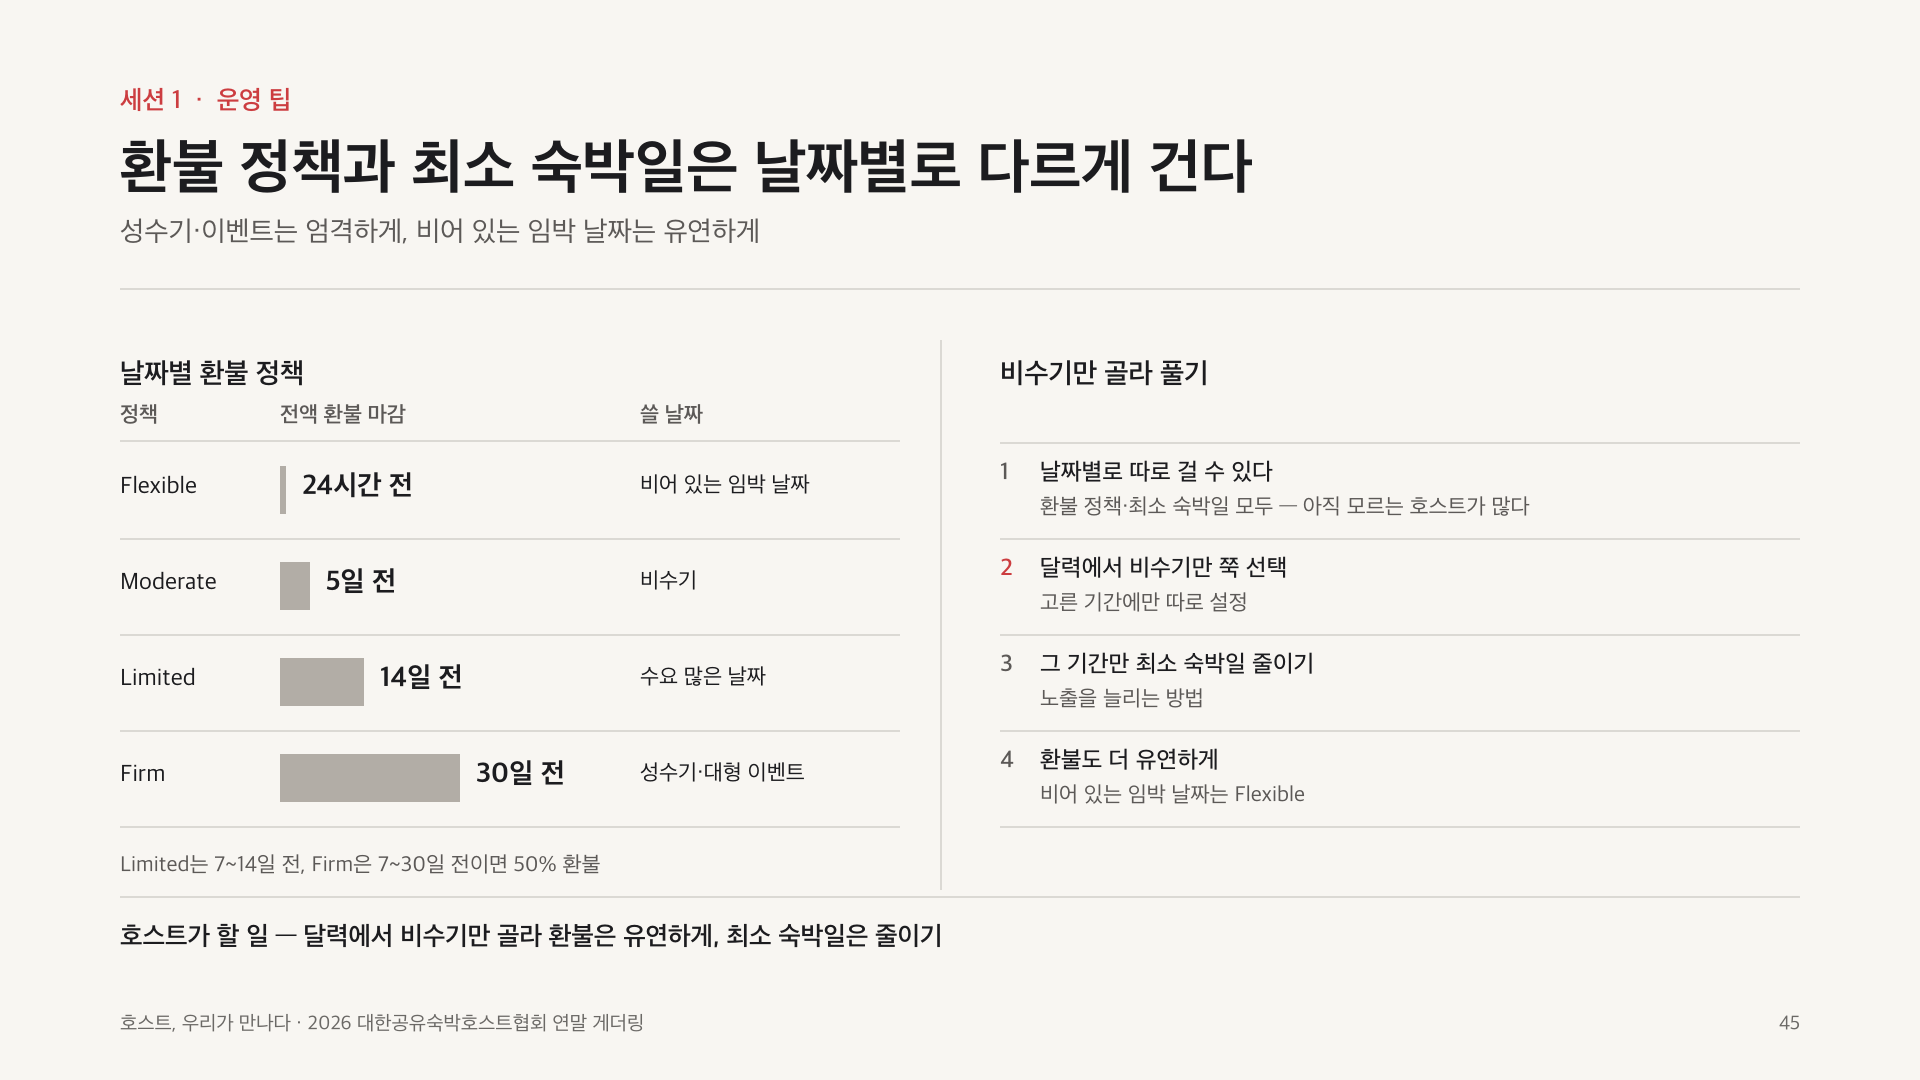 세션 1 · 운영 팁
환불 정책과 최소 숙박일은 날짜별로 다르게 건다
성수기·이벤트는 엄격하게, 비어 있는 임박 날짜는 유연하게
날짜별 환불 정책
정책 전액 환불 마감 쓸 날짜
Flexible 24시간 전 비어 있는 임박 날짜
Moderate 5일 전 비수기
Limited 14일 전 수요 많은 날짜
Firm 30일 전 성수기·대형 이벤트
Limited는 7~14일 전, Firm은 7~30일 전이면 50% 환불
비수기만 골라 풀기
1 날짜별로 따로 걸 수 있다
환불 정책·최소 숙박일 모두 — 아직 모르는 호스트가 많다
2 달력에서 비수기만 쭉 선택
고른 기간에만 따로 설정
3 그 기간만 최소 숙박일 줄이기
노출을 늘리는 방법
4 환불도 더 유연하게
비어 있는 임박 날짜는 Flexible
호스트가 할 일 — 달력에서 비수기만 골라 환불은 유연하게, 최소 숙박일은 줄이기
호스트, 우리가 만나다 · 2026 대한공유숙박호스트협회 연말 게더링
45